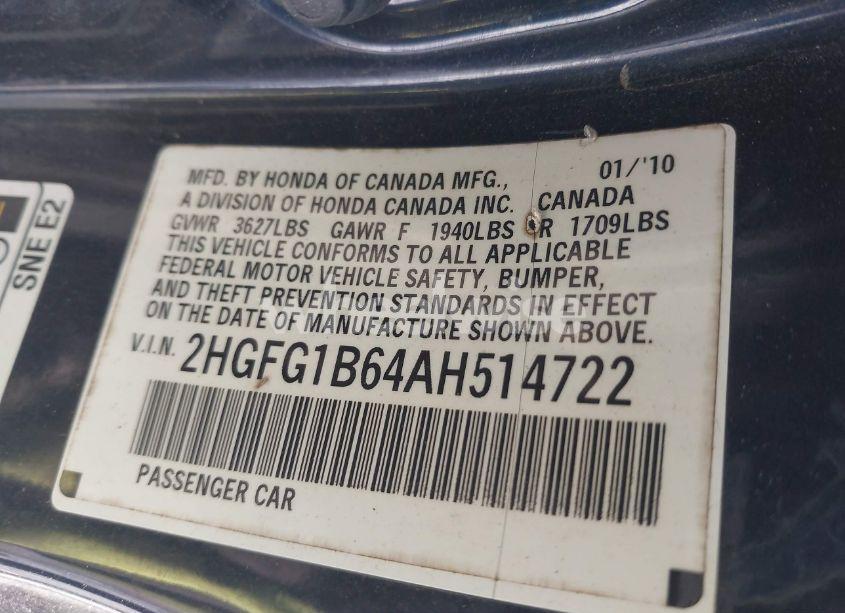 MFD. BY HONDA OF CANADA MFG., 01/'10
A DIVISION OF HONDA CANADA INC. CANADA
GVWR 3627LBS GAWR F 1940LBS R 1709LBS
THIS VEHICLE CONFORMS TO ALL APPLICABLE
FEDERAL MOTOR VEHICLE SAFETY, BUMPER,
AND THEFT PREVENTION STANDARDS IN EFFECT
ON THE DATE OF MANUFACTURE SHOWN ABOVE.
V.I.N. 2HGFG1B64AH514722
PASSENGER CAR
SNE E2